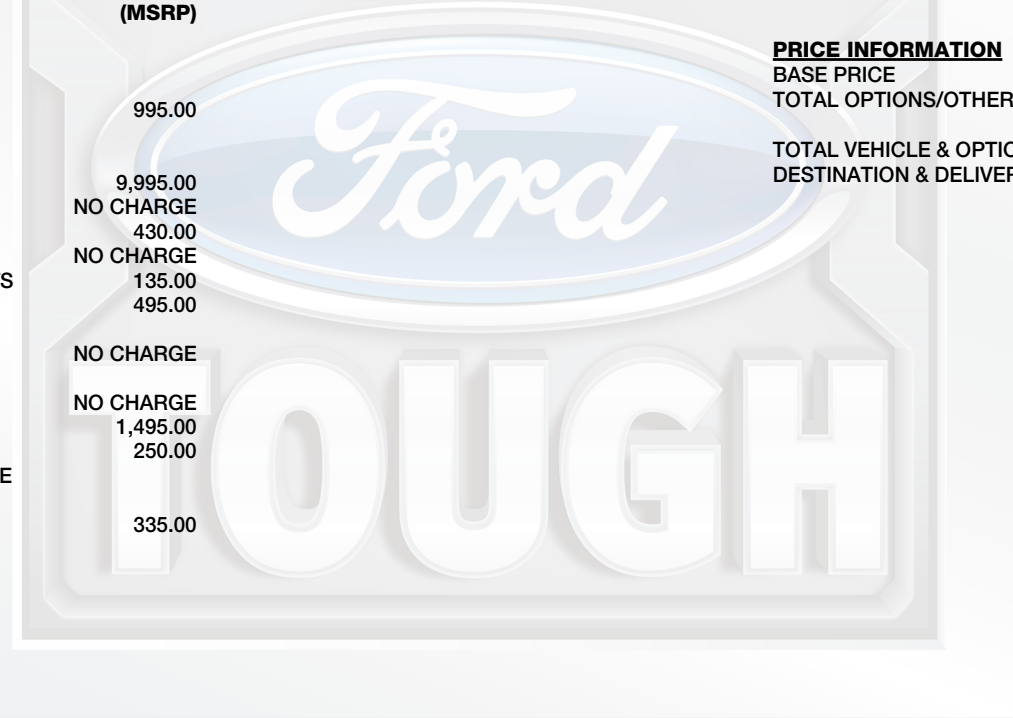 (MSRP)
995.00
9,995.00
NO CHARGE
430.00
NO CHARGE
TS 135.00
495.00
NO CHARGE
NO CHARGE
1,495.00
250.00
E
335.00
PRICE INFORMATION
BASE PRICE
TOTAL OPTIONS/OTHER
TOTAL VEHICLE & OPTIO
DESTINATION & DELIVER
Ford
TOUGH